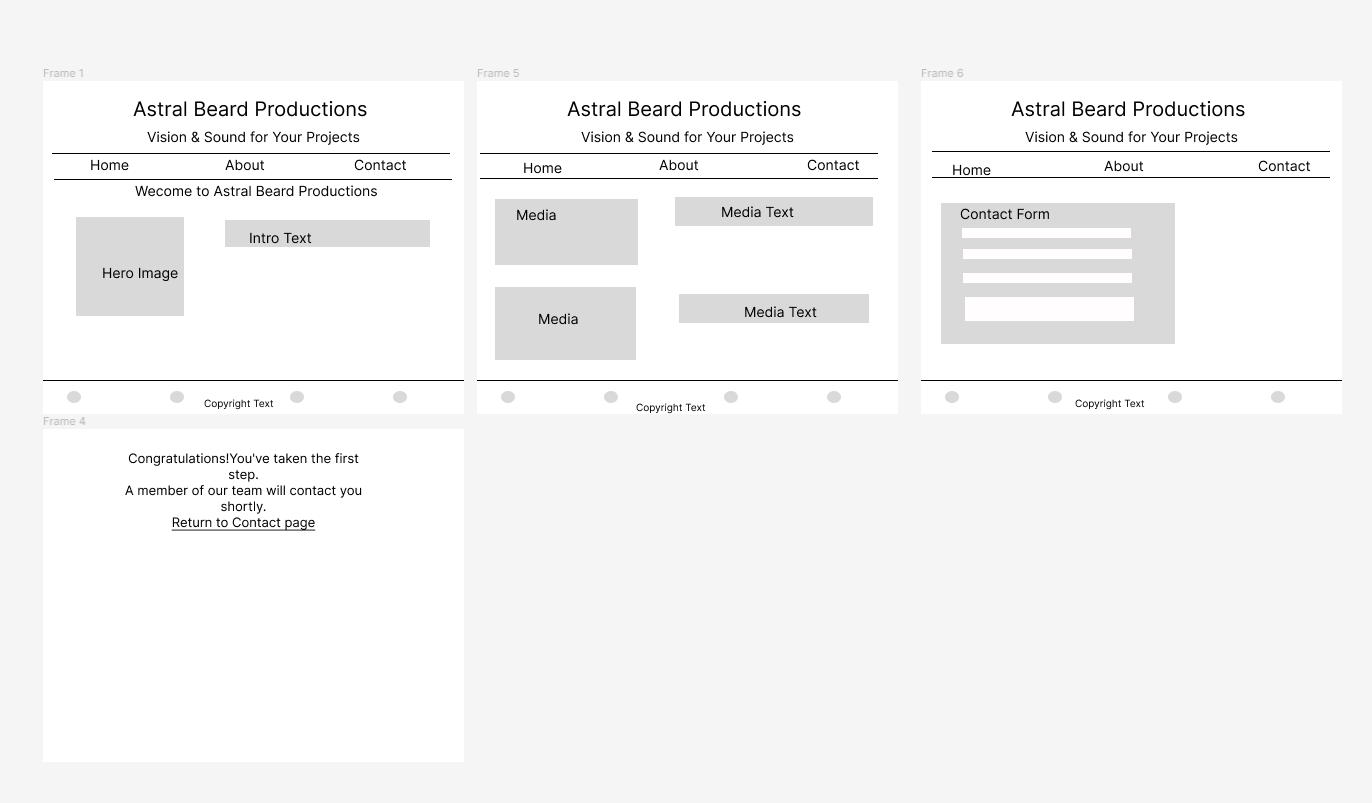 Frame 1
Astral Beard Productions
Vision & Sound for Your Projects
Home About Contact
Wecome to Astral Beard Productions
Hero Image
Intro Text
Copyright Text
Frame 5
Astral Beard Productions
Vision & Sound for Your Projects
Home About Contact
Media
Media Text
Media
Media Text
Copyright Text
Frame 6
Astral Beard Productions
Vision & Sound for Your Projects
Home About Contact
Contact Form
Copyright Text
Frame 4
Congratulations!You've taken the first
step.
A member of our team will contact you
shortly.
Return to Contact page